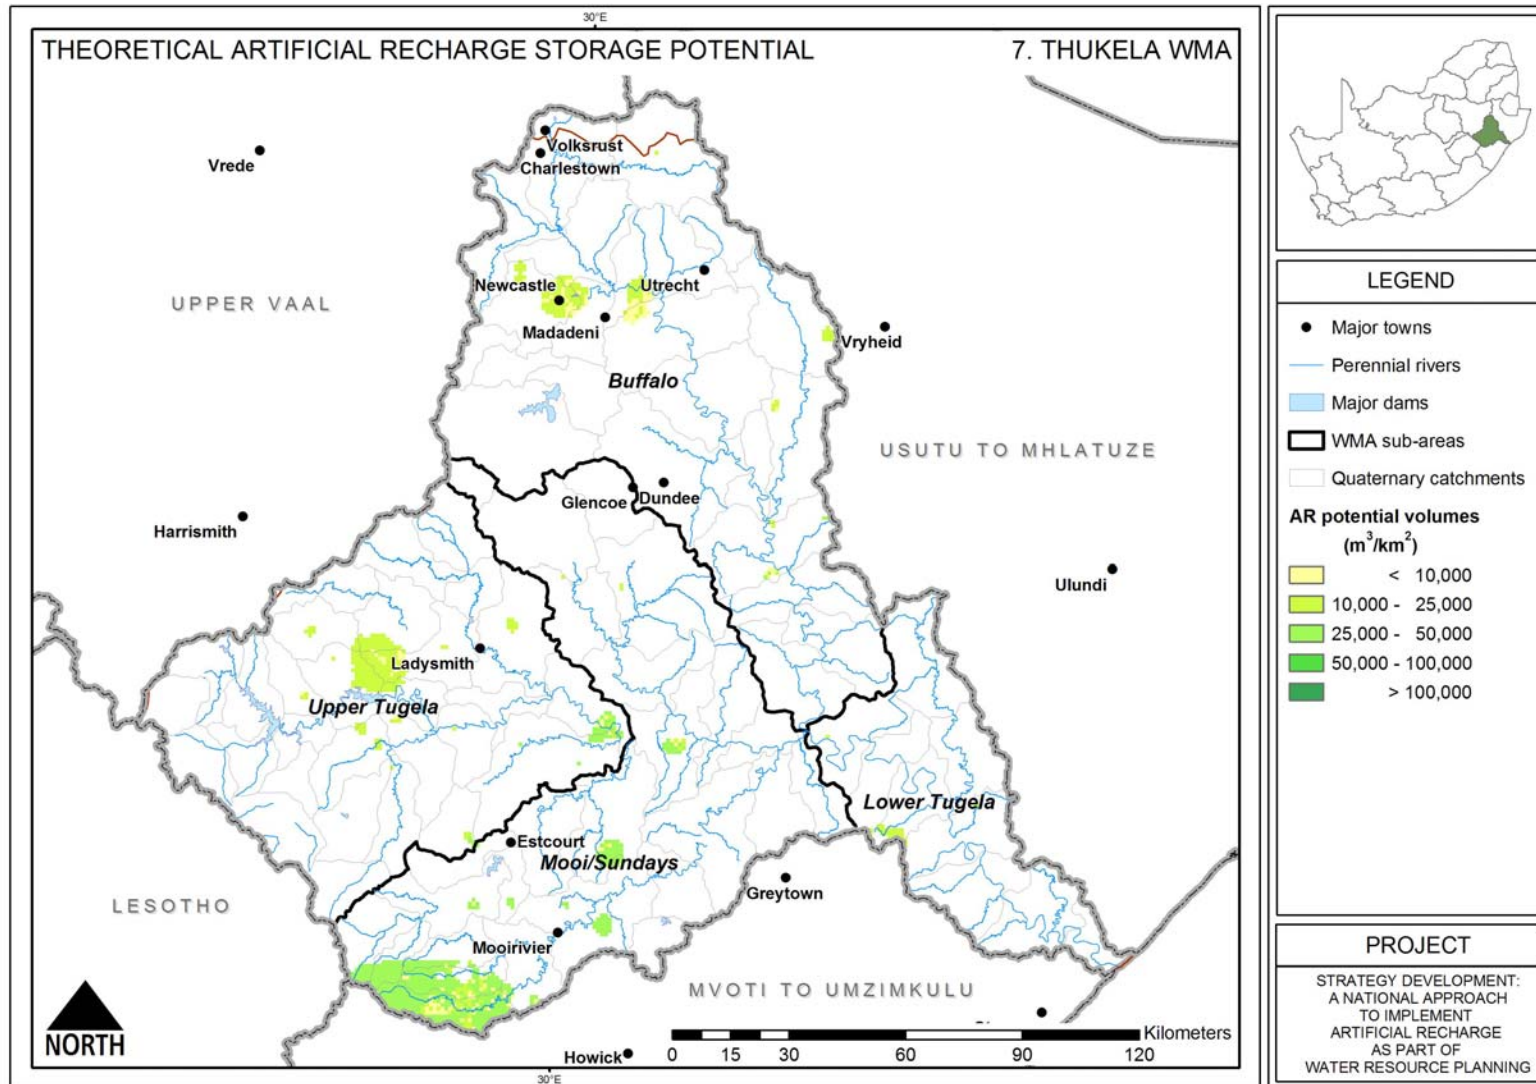 30°E
THEORETICAL ARTIFICIAL RECHARGE STORAGE POTENTIAL
7. THUKELA WMA
Volksrust
Vrede
Charlestown
UPPER VAAL
Newcastle
Utrecht
Madadeni
Vryheid
Buffalo
USUTU TO MHLATUZE
Glencoe
Dundee
Harrismith
Ulundi
Ladysmith
Upper Tugela
Lower Tugela
Estcourt
Mooi/Sundays
Greytown
LESOTHO
Mooirivier
MVOTI TO UMZIMKULU
NORTH
Howick
Kilometers
0 15 30 60 90 120
30°E
LEGEND
Major towns
Perennial rivers
Major dams
WMA sub-areas
Quaternary catchments
AR potential volumes
(m³/km²)
< 10,000
10,000 - 25,000
25,000 - 50,000
50,000 - 100,000
> 100,000
PROJECT
STRATEGY DEVELOPMENT:
A NATIONAL APPROACH
TO IMPLEMENT
ARTIFICIAL RECHARGE
AS PART OF
WATER RESOURCE PLANNING